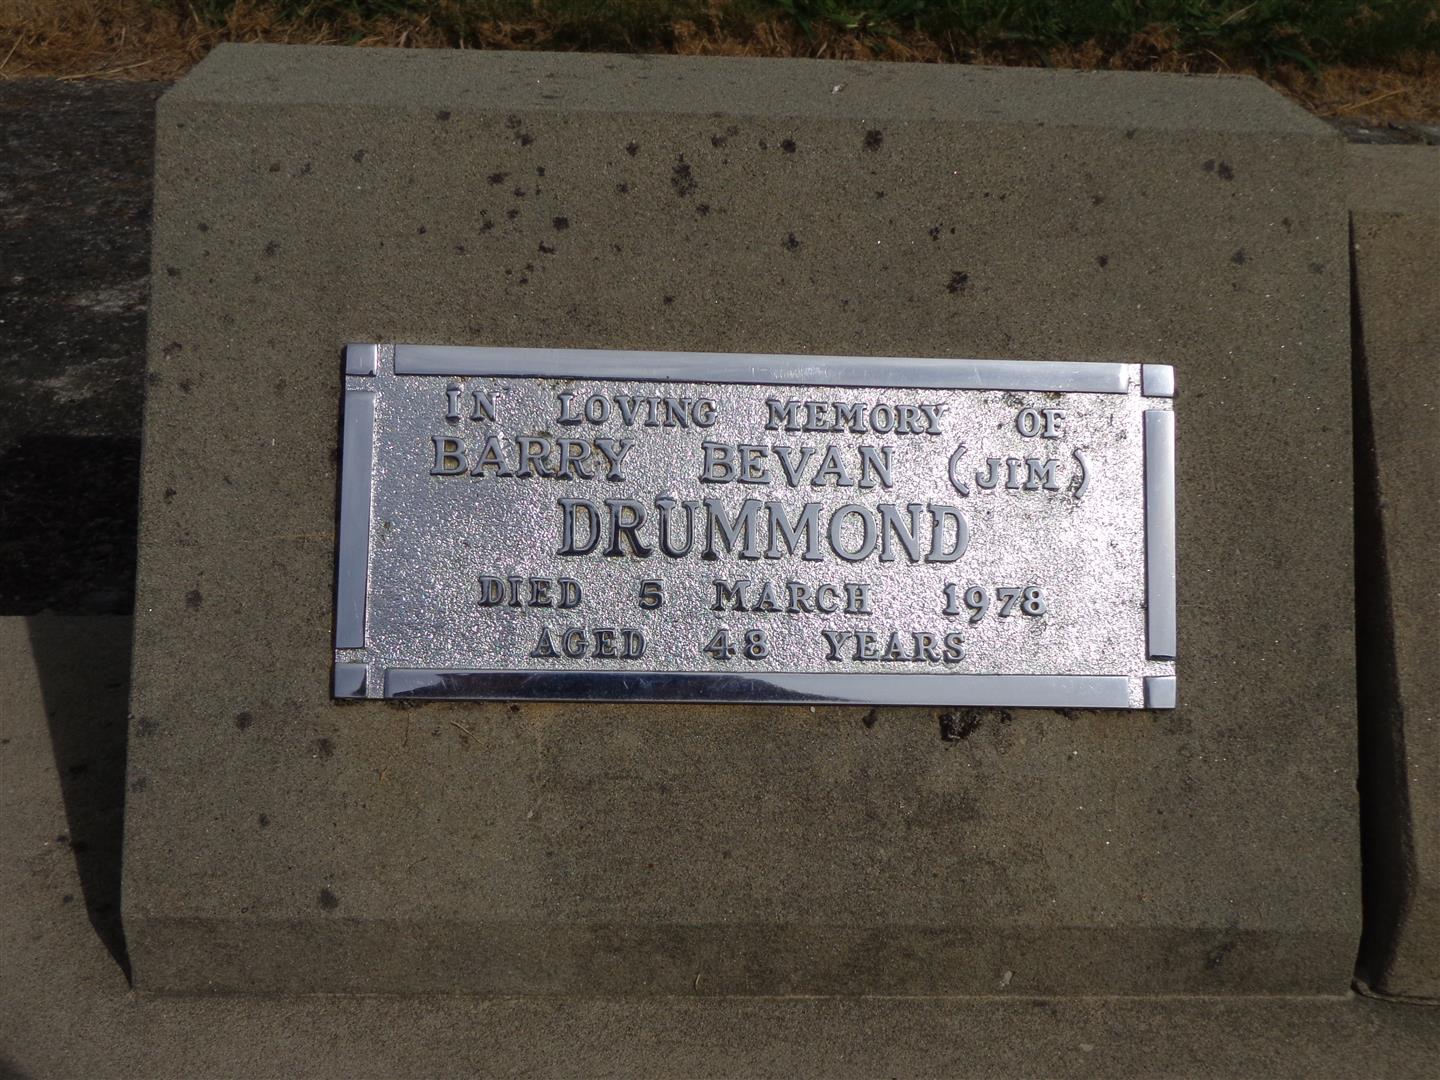 IN LOVING MEMORY OF
BARRY BEVAN (JIM)
DRUMMOND
DIED 5 MARCH 1978
AGED 48 YEARS